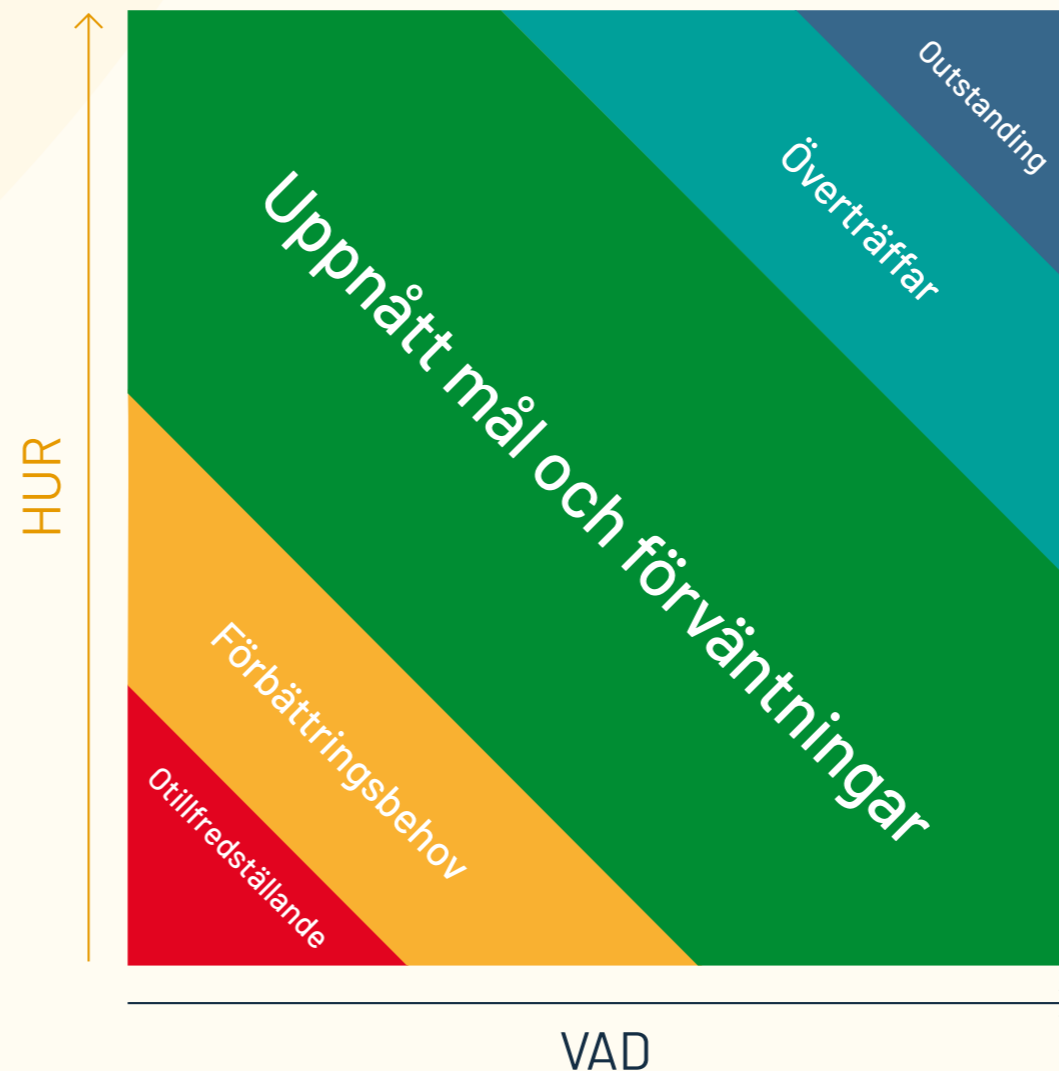 Outstanding
Överträffar
Uppnått mål och förväntningar
HUR
Förbättringsbehov
Otillfredställande
VAD